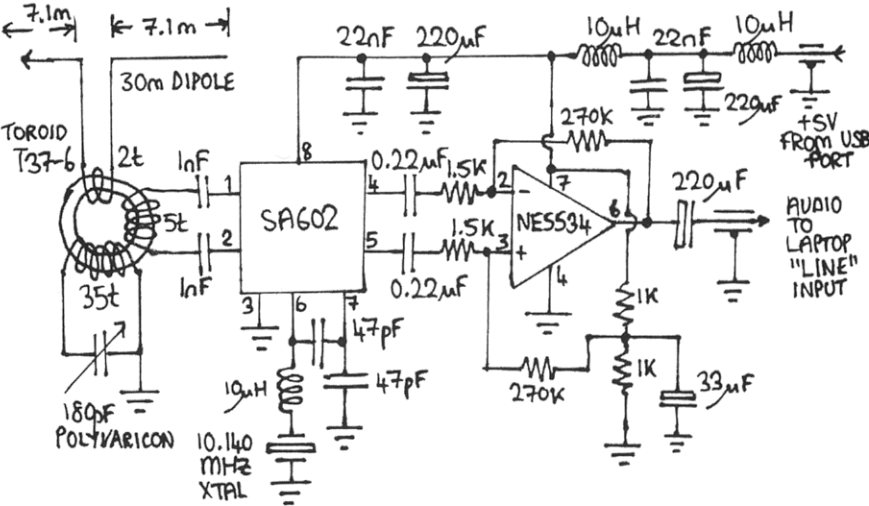 7.1m
7.1m
30m DIPOLE
TOROID
T37-6
2t
5t
35t
180pF
POLYVARICON
1nF
1nF
1
2
8
SA602
3
6
7
4
5
22nF
220µF
0.22µF
0.22µF
1.5K
1.5K
47pF
47pF
10µH
10.140
MHZ
XTAL
10µH
22nF
10µH
220µF
+5V
FROM USB
PORT
270K
2
-
7
NE5534
6
3
+
4
220µF
AUDIO
TO
LAPTOP
"LINE"
INPUT
1K
1K
270K
33µF